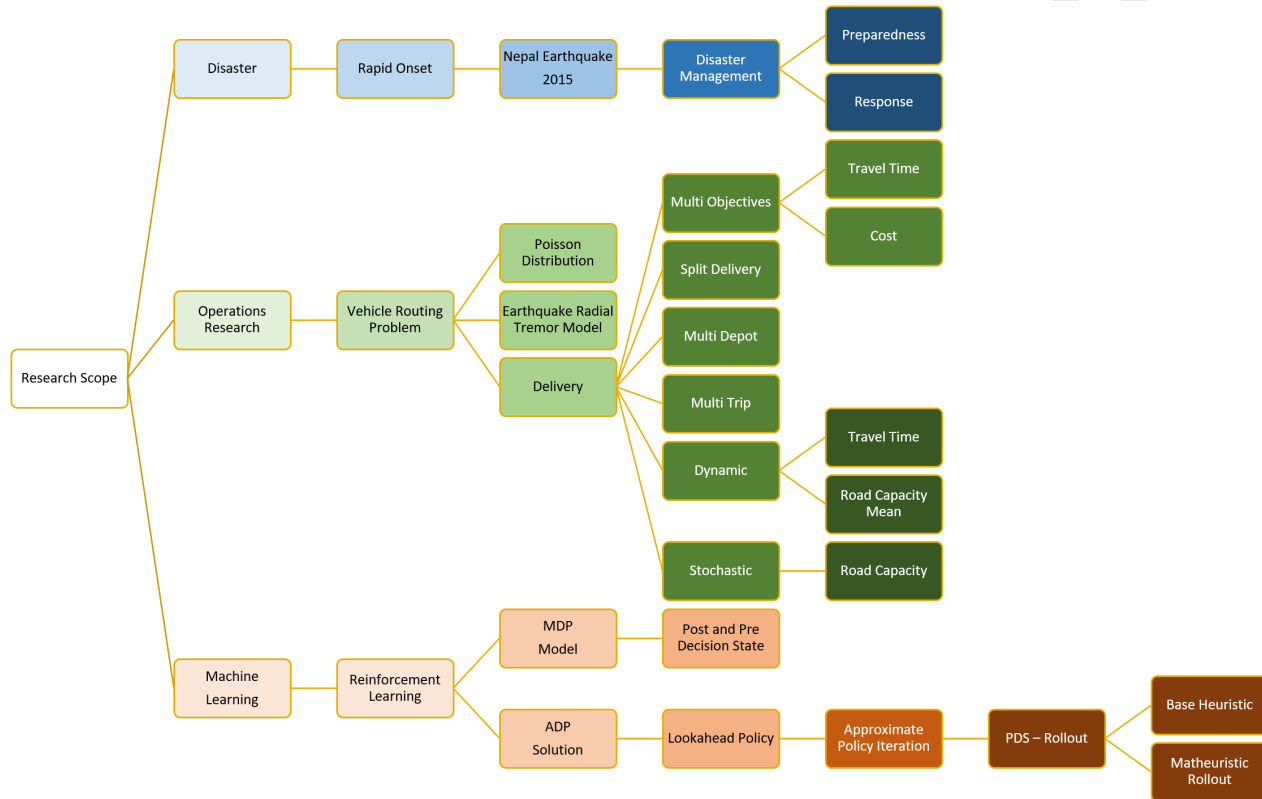 Research Scope
Disaster
Rapid Onset
Nepal Earthquake
2015
Disaster
Management
Preparedness
Response
Operations
Research
Vehicle Routing
Problem
Poisson
Distribution
Earthquake Radial
Tremor Model
Delivery
Multi Objectives
Travel Time
Cost
Split Delivery
Multi Depot
Multi Trip
Dynamic
Travel Time
Road Capacity
Mean
Stochastic
Road Capacity
Machine
Learning
Reinforcement
Learning
MDP
Model
Post and Pre
Decision State
ADP
Solution
Lookahead Policy
Approximate
Policy Iteration
PDS – Rollout
Base Heuristic
Matheuristic
Rollout